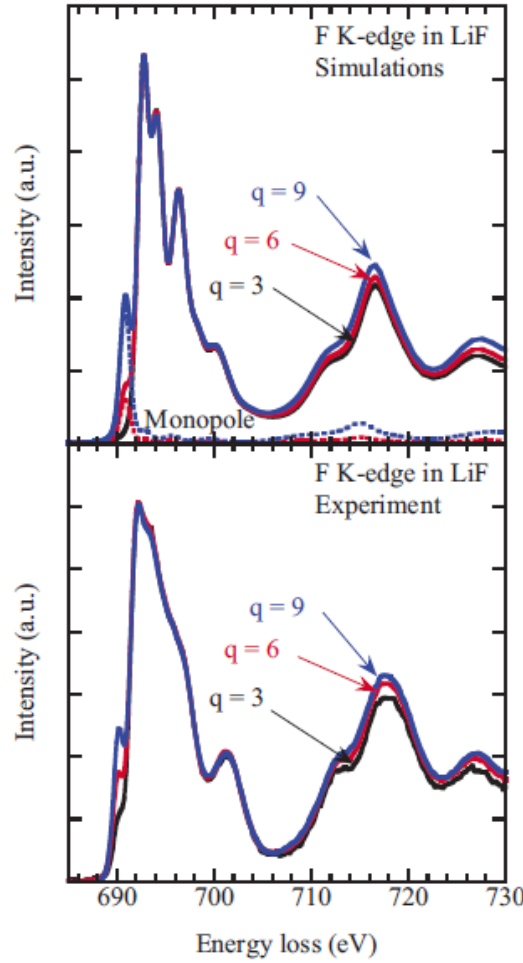 F K-edge in LiF
Simulations
Intensity (a.u.)
q = 9
q = 6
q = 3
Monopole
F K-edge in LiF
Experiment
Intensity (a.u.)
q = 9
q = 6
q = 3
690 700 710 720 730
Energy loss (eV)